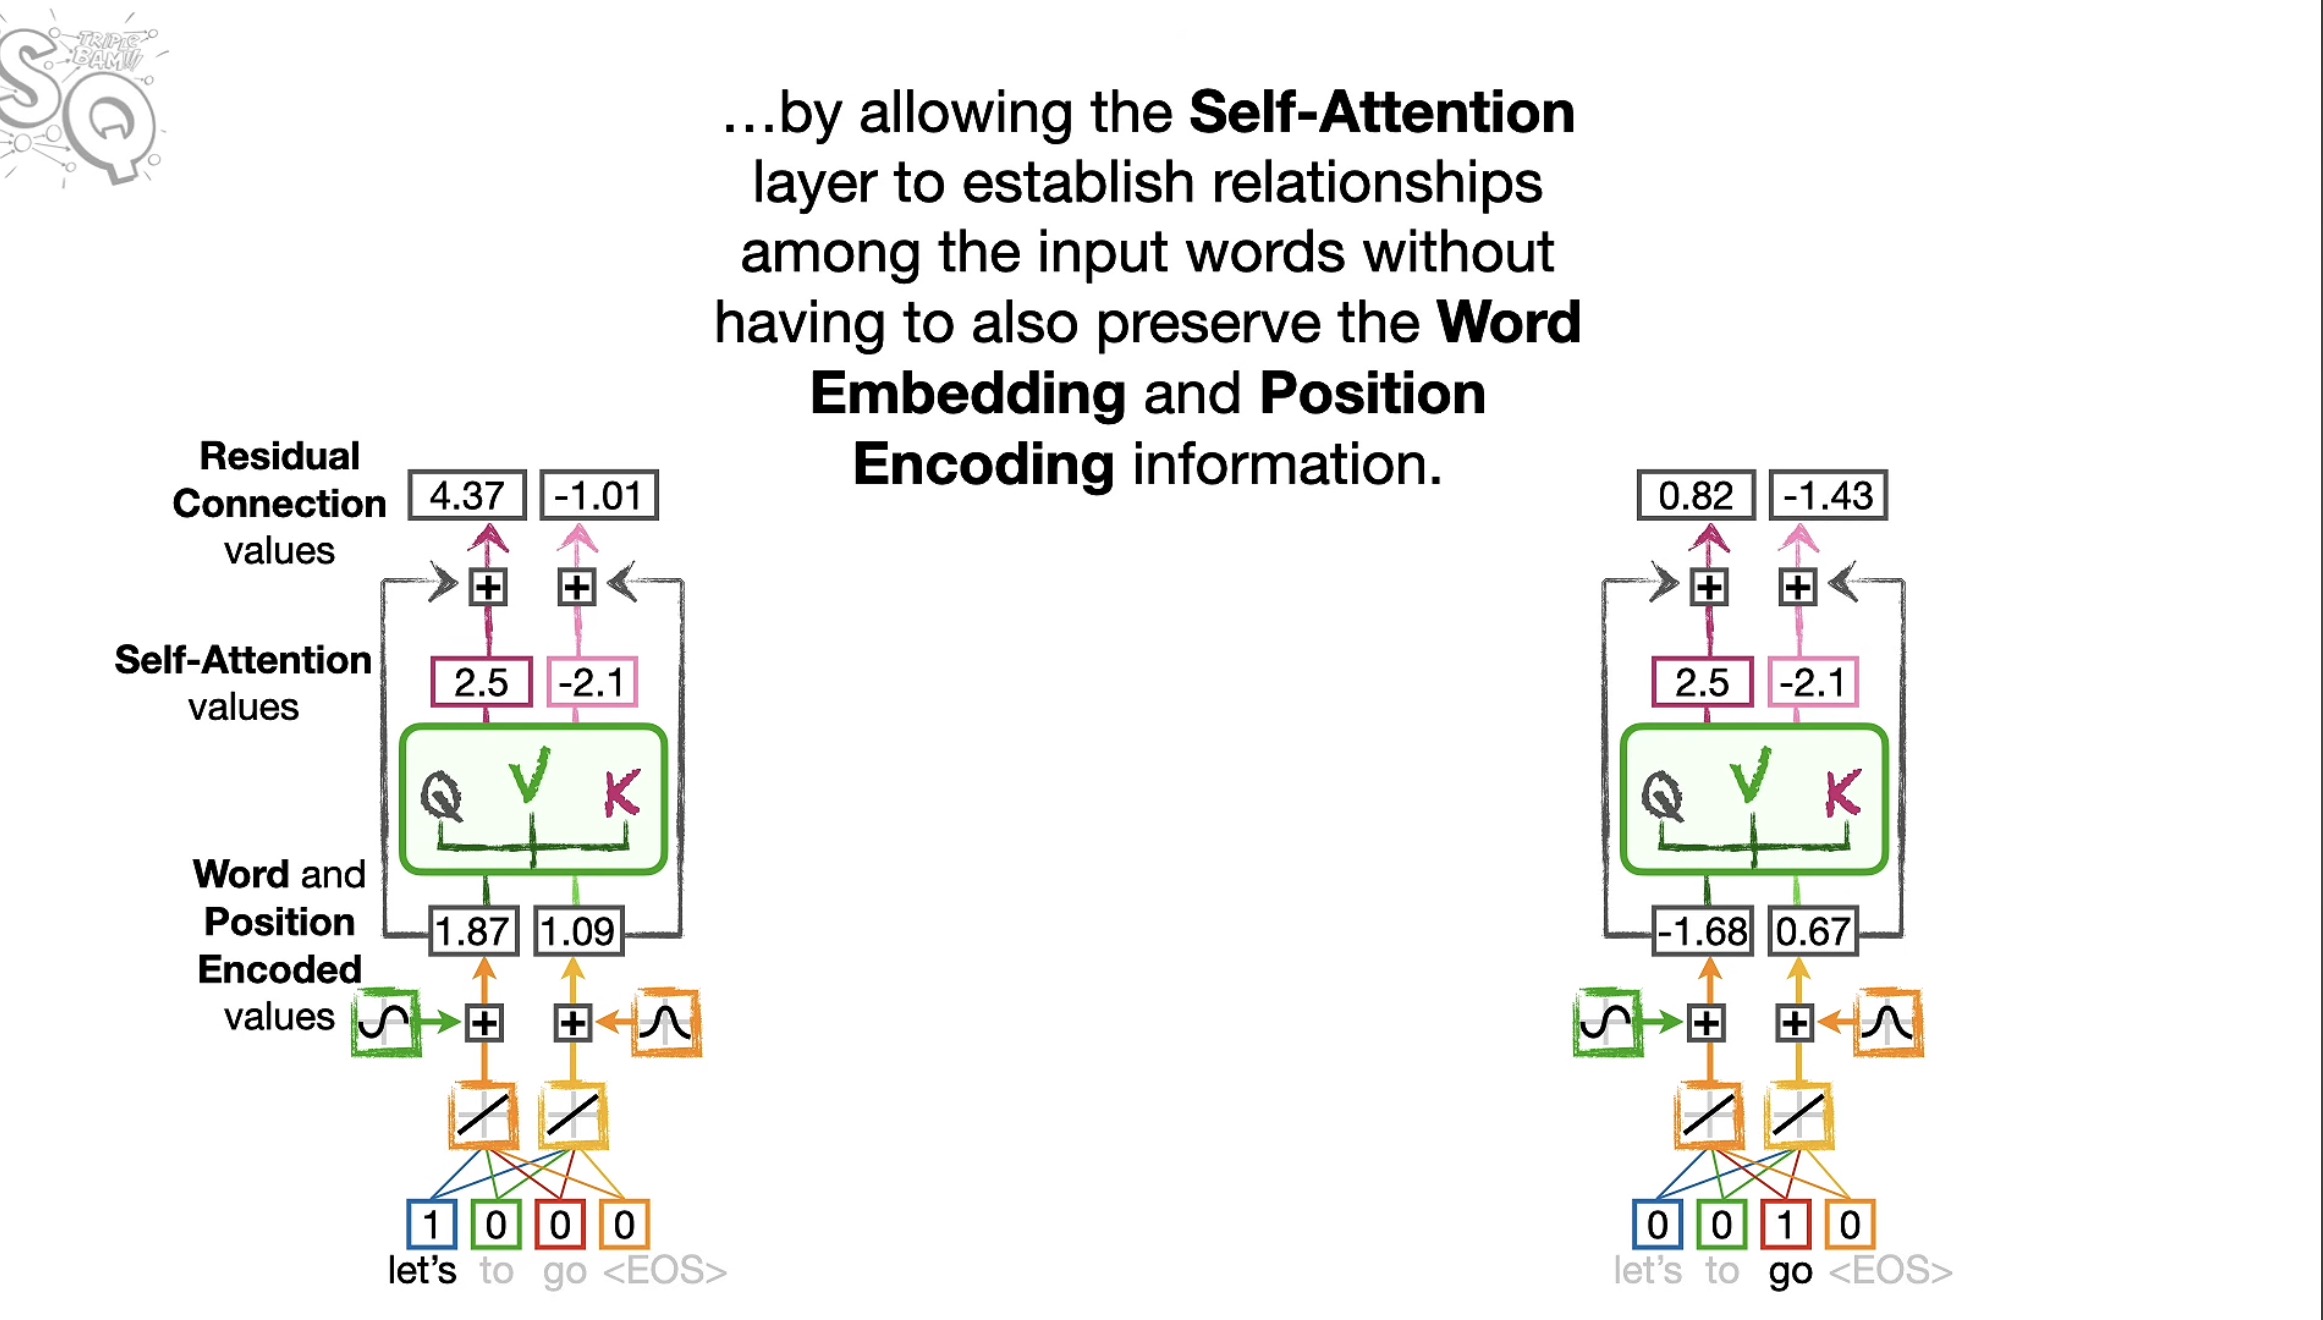 SQ
TRIPLE
BAM!!!
…by allowing the Self-Attention
layer to establish relationships
among the input words without
having to also preserve the Word
Embedding and Position
Encoding information.
Residual
Connection
values
4.37 -1.01
+ +
Self-Attention
values
2.5 -2.1
Q V K
Word and
Position
Encoded
values
1.87 1.09
+ +
1 0 0 0
let's to go <EOS>
0.82 -1.43
+ +
2.5 -2.1
Q V K
-1.68 0.67
+ +
0 0 1 0
let's to go <EOS>